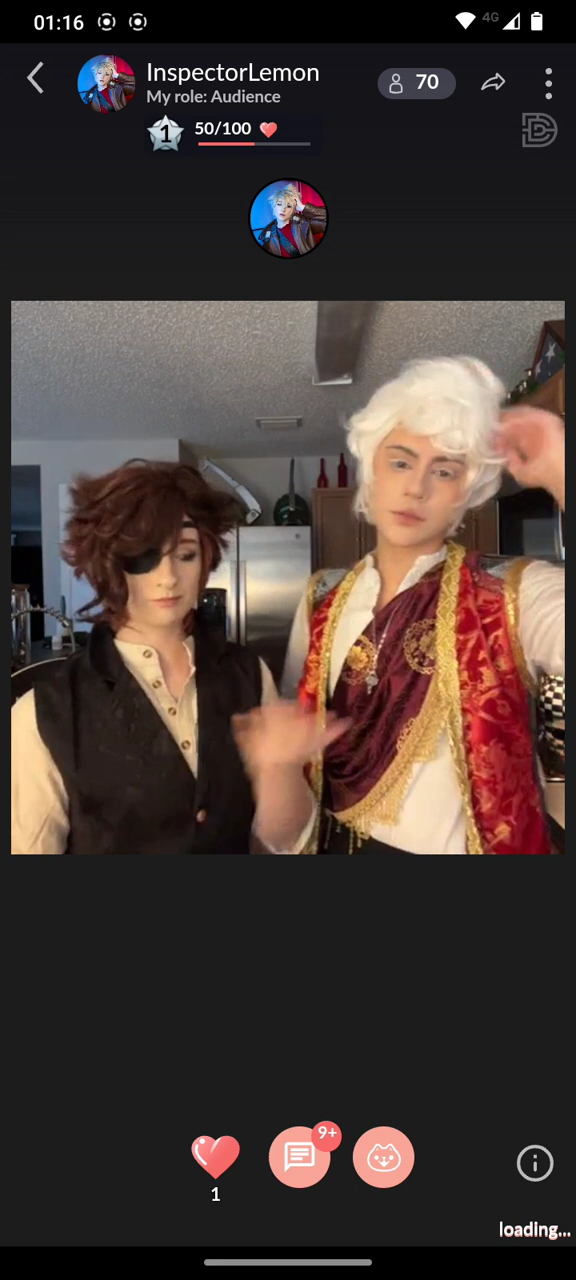 01:16
4G
InspectorLemon
My role: Audience
70
1
50/100
9+
1
loading...